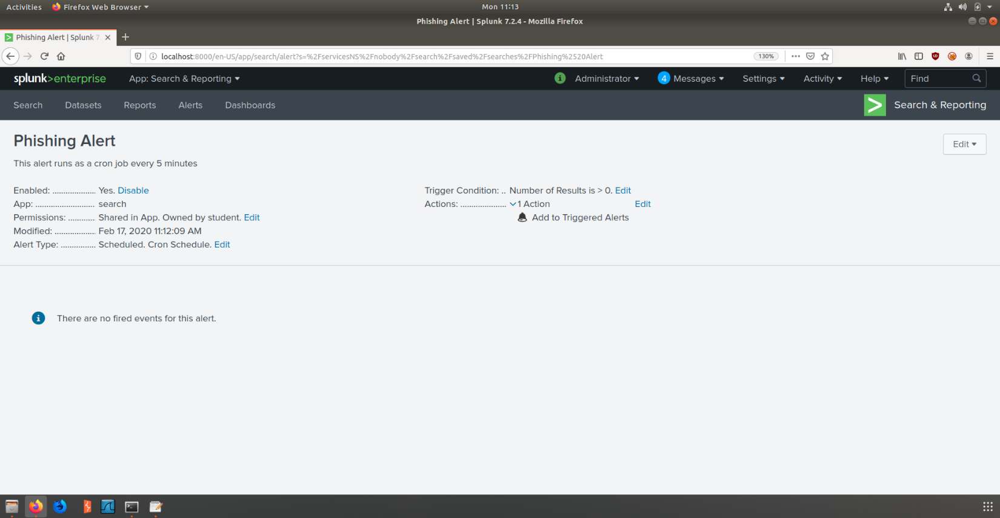 Activities Firefox Web Browser Mon 11:13
Phishing Alert | Splunk 7.2.4 - Mozilla Firefox
Phishing Alert | Splunk 7.
localhost:8000/en-US/app/search/alert?s=%2FservicesNS%2Fnobody%2Fsearch%2Fsaved%2Fsearches%2FPhishing%2520Alert 130%
splunk>enterprise App: Search & Reporting i Administrator 4 Messages Settings Activity Help Find
Search Datasets Reports Alerts Dashboards > Search & Reporting
Phishing Alert Edit
This alert runs as a cron job every 5 minutes
Enabled: ................... Yes. Disable Trigger Condition: .. Number of Results is > 0. Edit
App: .......................... search Actions: .................... 1 Action Edit
Permissions: ............ Shared in App. Owned by student. Edit Add to Triggered Alerts
Modified: .................. Feb 17, 2020 11:12:09 AM
Alert Type: ............... Scheduled. Cron Schedule. Edit
i There are no fired events for this alert.